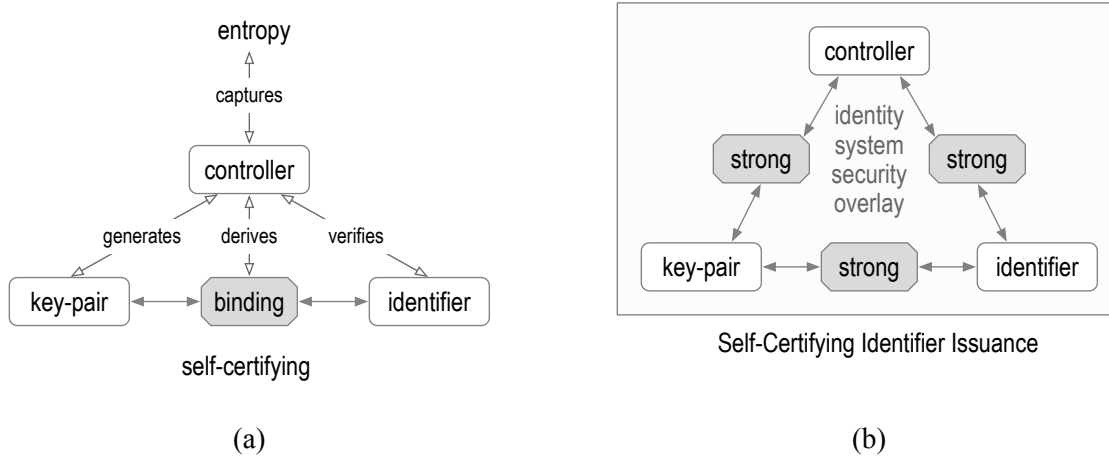 entropy
captures
controller
generates
derives
verifies
key-pair
binding
identifier
self-certifying
(a)
controller
identity
system
security
overlay
strong
strong
key-pair
strong
identifier
Self-Certifying Identifier Issuance
(b)